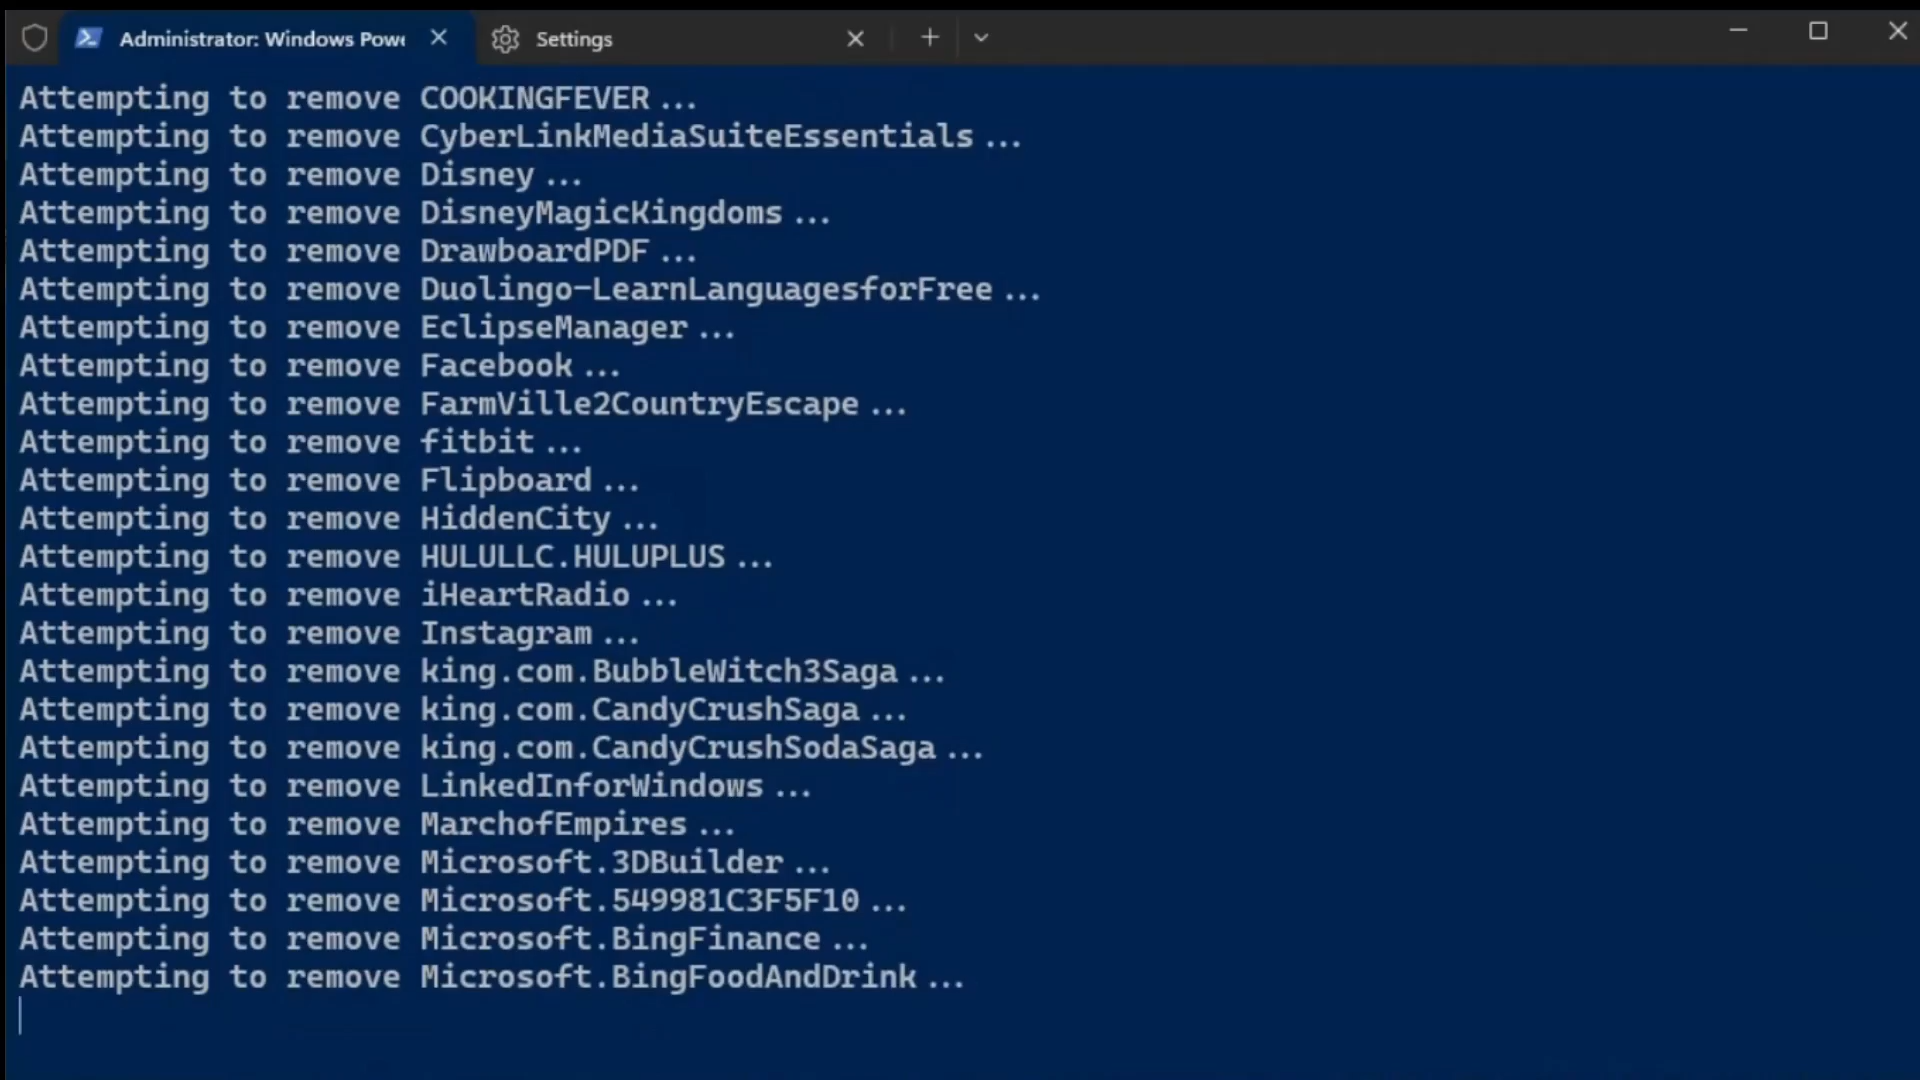 Administrator: Windows Powe
Settings
Attempting to remove COOKINGFEVER...
Attempting to remove CyberLinkMediaSuiteEssentials...
Attempting to remove Disney...
Attempting to remove DisneyMagicKingdoms...
Attempting to remove DrawboardPDF...
Attempting to remove Duolingo-LearnLanguagesforFree...
Attempting to remove EclipseManager...
Attempting to remove Facebook...
Attempting to remove FarmVille2CountryEscape...
Attempting to remove fitbit...
Attempting to remove Flipboard...
Attempting to remove HiddenCity...
Attempting to remove HULULLC.HULUPLUS...
Attempting to remove iHeartRadio...
Attempting to remove Instagram...
Attempting to remove king.com.BubbleWitch3Saga...
Attempting to remove king.com.CandyCrushSaga...
Attempting to remove king.com.CandyCrushSodaSaga...
Attempting to remove LinkedInforWindows...
Attempting to remove MarchofEmpires...
Attempting to remove Microsoft.3DBuilder...
Attempting to remove Microsoft.549981C3F5F10...
Attempting to remove Microsoft.BingFinance...
Attempting to remove Microsoft.BingFoodAndDrink...